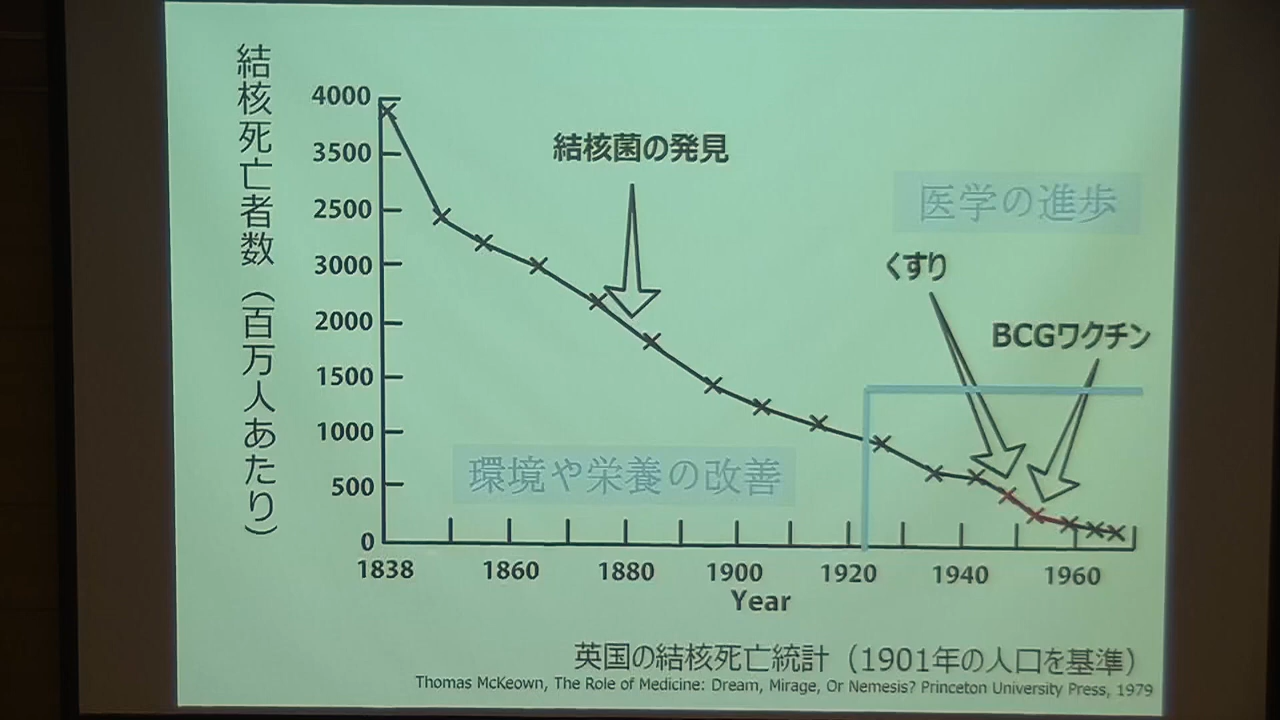 結核死亡者数（百万人あたり）
4000
3500
2500
3000
2000
1500
1000
500
0
結核菌の発見
医学の進歩
くすり
BCGワクチン
環境や栄養の改善
1838 1860 1880 1900 1920 1940 1960
Year
英国の結核死亡統計（1901年の人口を基準）
Thomas McKeown, The Role of Medicine: Dream, Mirage, Or Nemesis? Princeton University Press, 1979